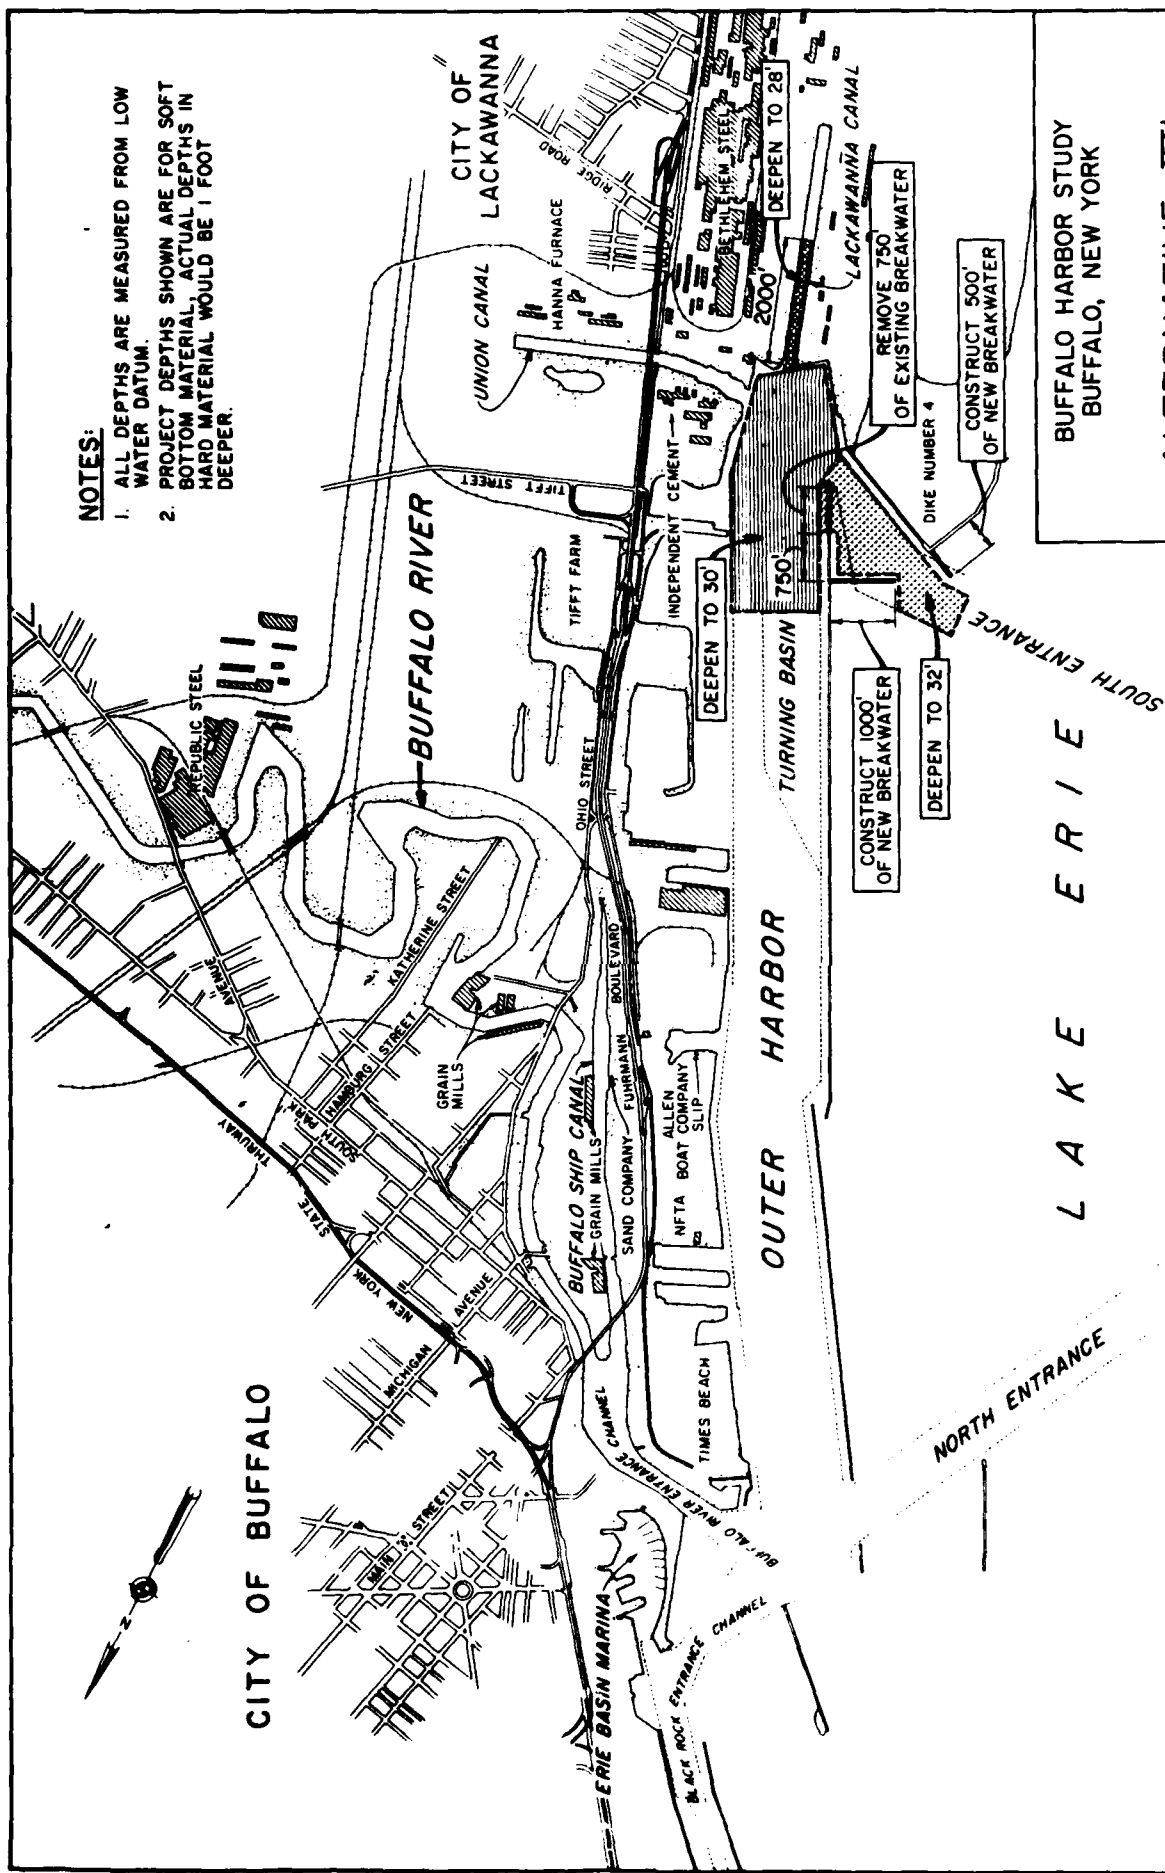 NOTES:
1. ALL DEPTHS ARE MEASURED FROM LOW
WATER DATUM.
2. PROJECT DEPTHS SHOWN ARE FOR SOFT
BOTTOM MATERIAL, ACTUAL DEPTHS IN
HARD MATERIAL WOULD BE 1 FOOT
DEEPER.
CITY OF BUFFALO
N
CITY OF
LACKAWANNA
RIDGE ROAD
REPUBLIC STEEL
BUFFALO RIVER
UNION CANAL
HANNA FURNACE
BETHLEHEM STEEL
TIFFT STREET
TIFFT FARM
INDEPENDENT CEMENT
NEW YORK
STATE
THRUWAY
SOUTH PARK
AVENUE
HAMBURG STREET
KATHERINE STREET
MICHIGAN
AVENUE
MAIN STREET
GRAIN
MILLS
OHIO STREET
BUFFALO SHIP CANAL
GRAIN MILLS
SAND COMPANY
FUHRMANN
BOULEVARD
NFTA
ALLEN
BOAT COMPANY
SLIP
TIMES BEACH
ERIE BASIN MARINA
BUFFALO RIVER ENTRANCE CHANNEL
BLACK ROCK ENTRANCE CHANNEL
NORTH ENTRANCE
OUTER HARBOR
TURNING BASIN
SOUTH ENTRANCE
LAKE ERIE
DEEPEN TO 28'
2000'
LACKAWANNA CANAL
REMOVE 750'
OF EXISTING BREAKWATER
DEEPEN TO 30'
750'
DIKE NUMBER 4
CONSTRUCT 500'
OF NEW BREAKWATER
CONSTRUCT 1000'
OF NEW BREAKWATER
DEEPEN TO 32'
BUFFALO HARBOR STUDY
BUFFALO, NEW YORK